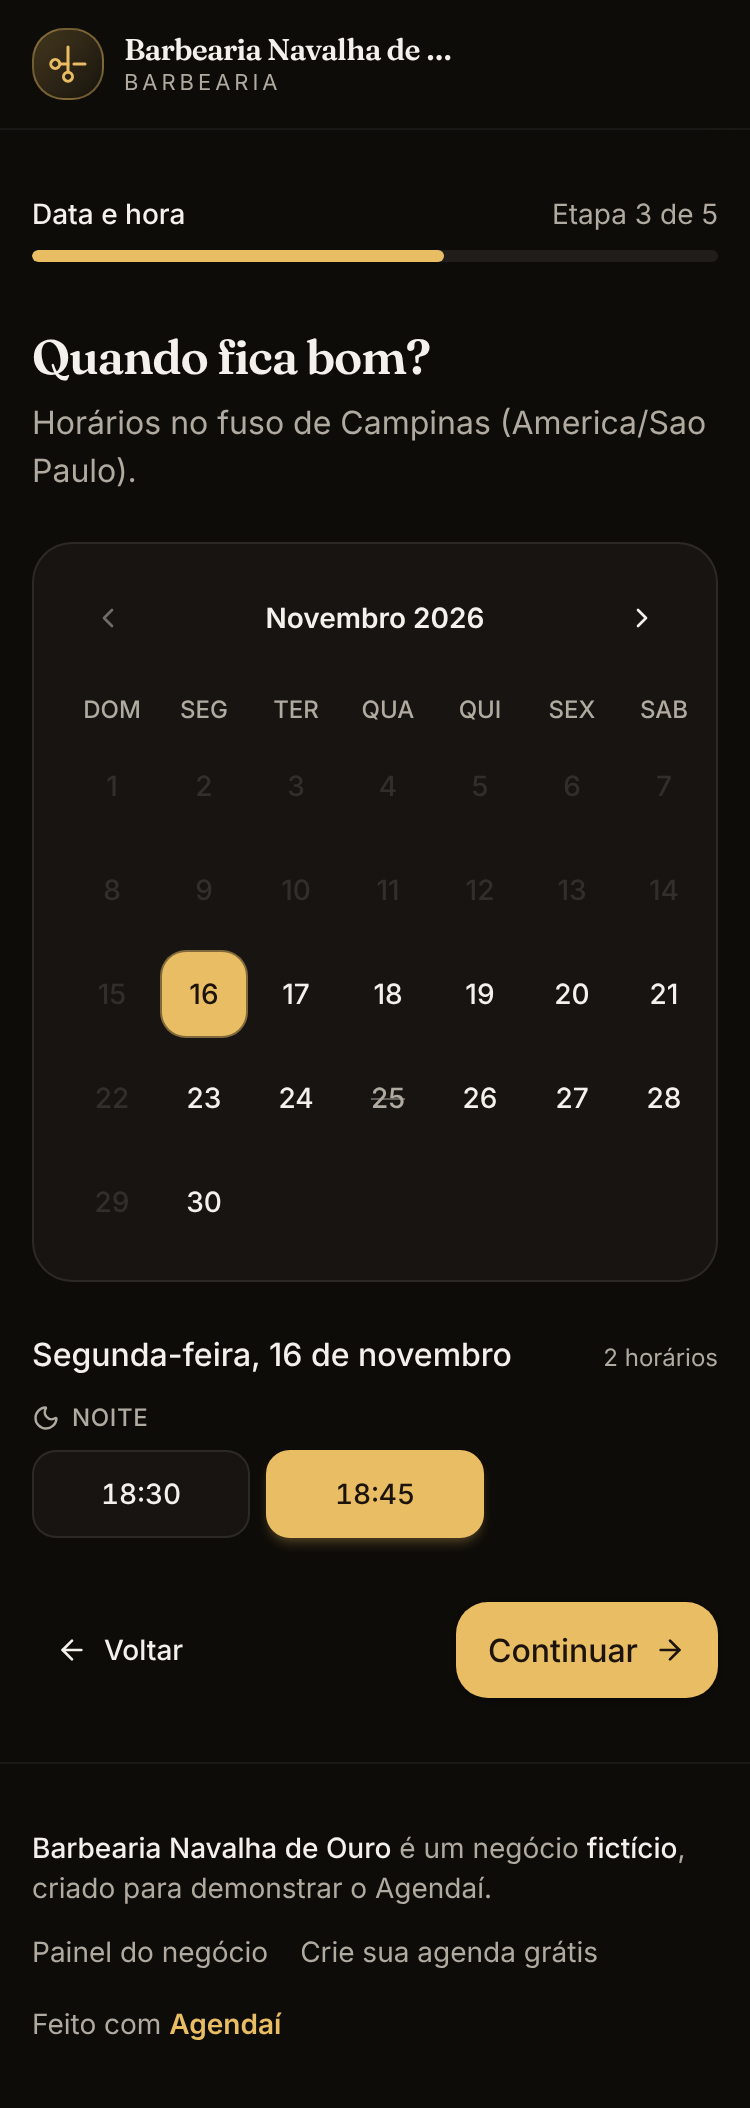 Barbearia Navalha de ...
BARBEARIA
Data e hora
Etapa 3 de 5
Quando fica bom?
Horários no fuso de Campinas (America/Sao
Paulo).
Novembro 2026
DOM SEG TER QUA QUI SEX SAB
1 2 3 4 5 6 7
8 9 10 11 12 13 14
15 16 17 18 19 20 21
22 23 24 25 26 27 28
29 30
Segunda-feira, 16 de novembro
2 horários
NOITE
18:30 18:45
Voltar
Continuar
Barbearia Navalha de Ouro é um negócio fictício,
criado para demonstrar o Agendaí.
Painel do negócio Crie sua agenda grátis
Feito com Agendaí